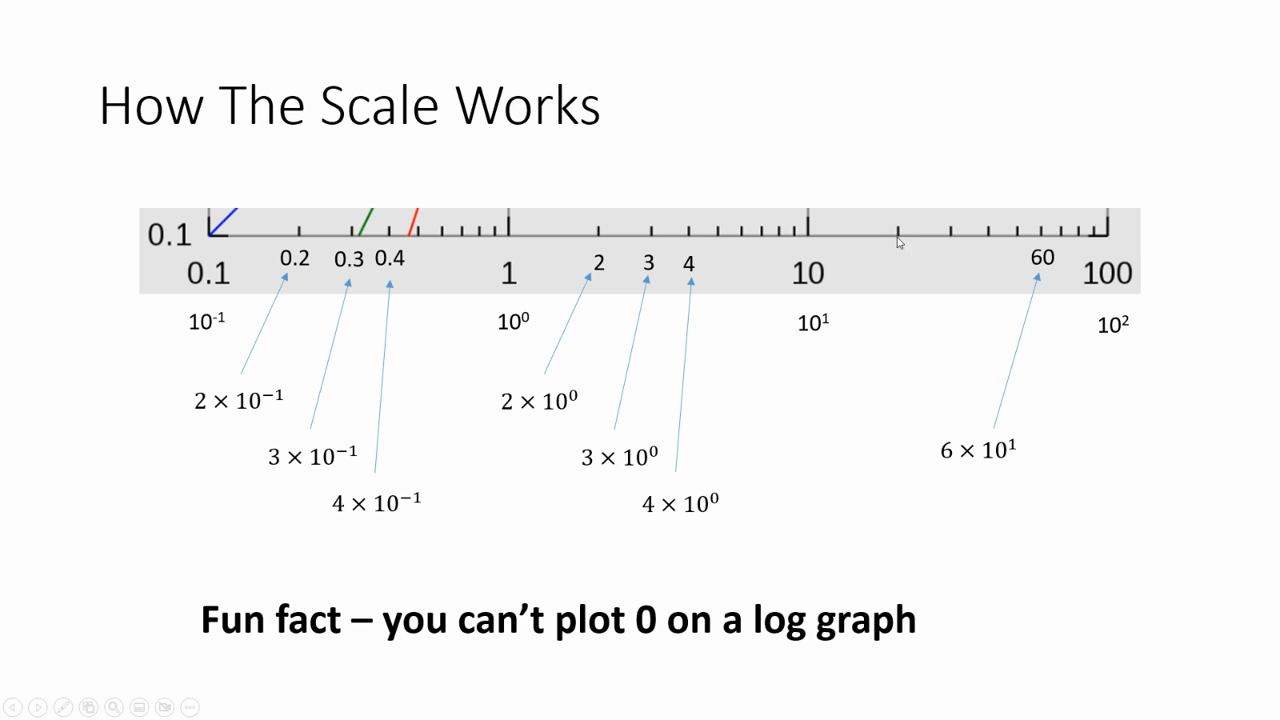 How The Scale Works
0.1
0.2 0.3 0.4 2 3 4 60
0.1 1 10 100
10⁻¹ 10⁰ 10¹ 10²
2 × 10⁻¹ 2 × 10⁰
3 × 10⁻¹ 3 × 10⁰ 6 × 10¹
4 × 10⁻¹ 4 × 10⁰
Fun fact – you can’t plot 0 on a log graph